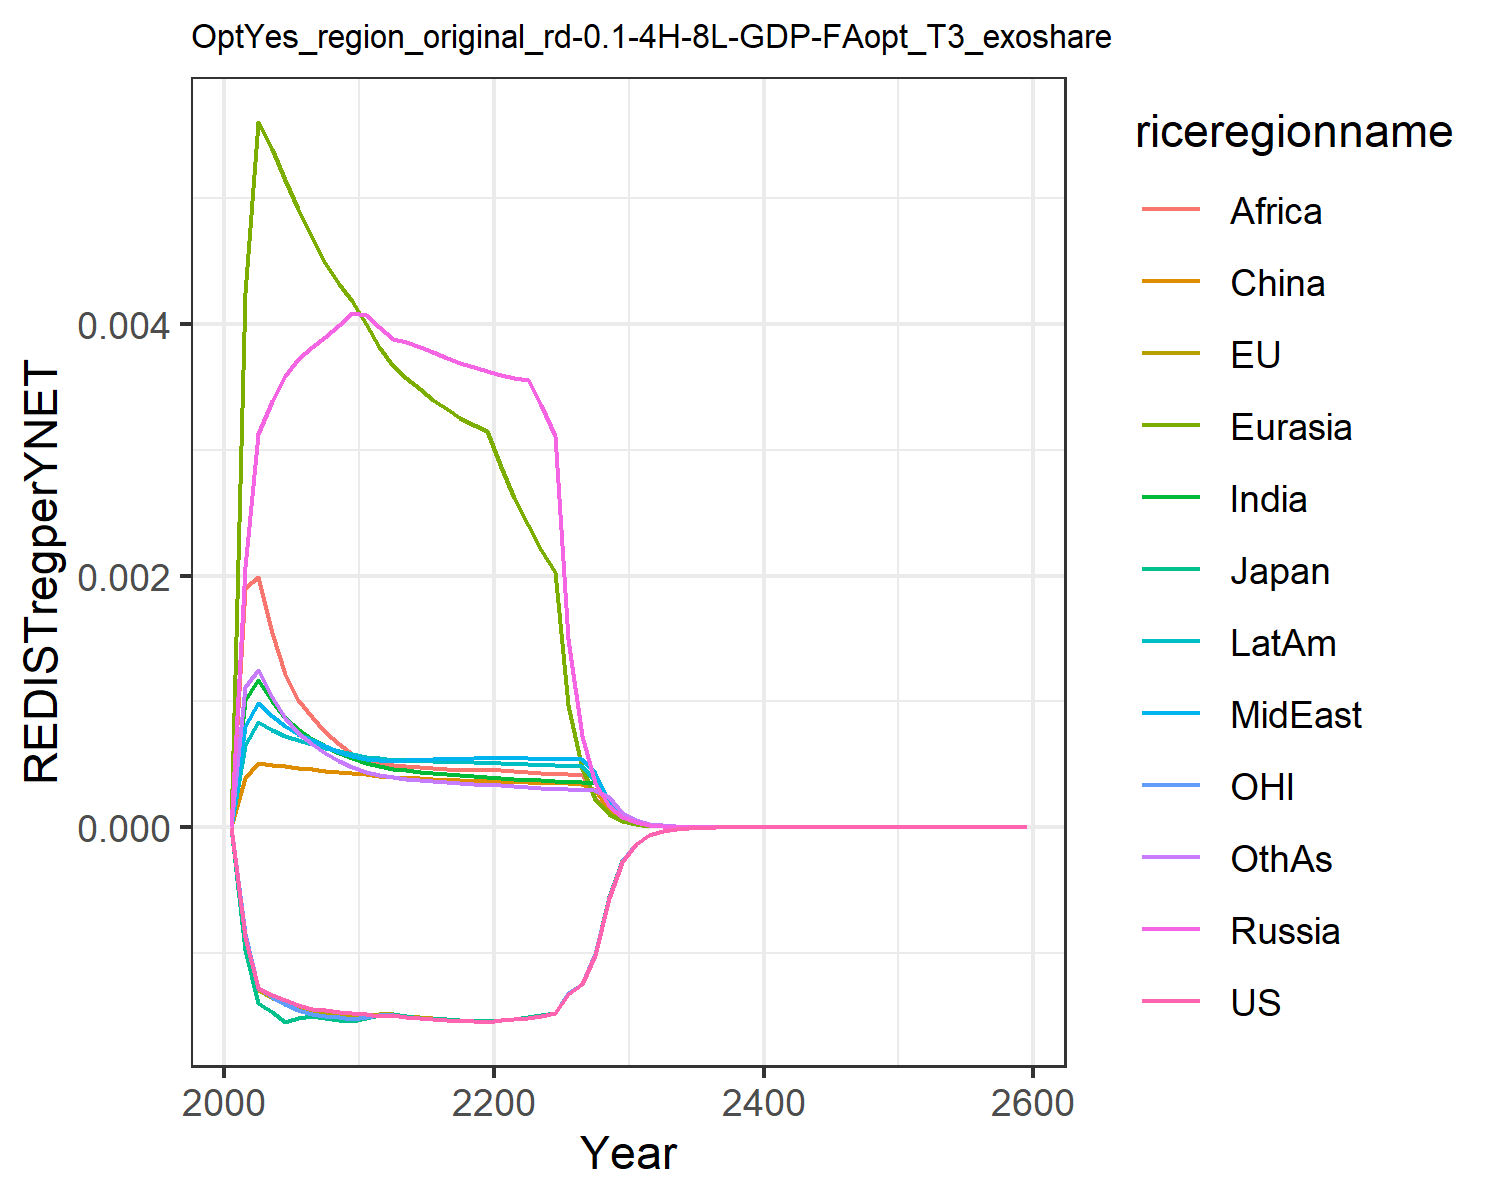 OptYes_region_original_rd-0.1-4H-8L-GDP-FAopt_T3_exoshare
REDISTregperYNET
0.004
0.002
0.000
2000
2200
2400
2600
Year
riceregionname
Africa
China
EU
Eurasia
India
Japan
LatAm
MidEast
OHI
OthAs
Russia
US